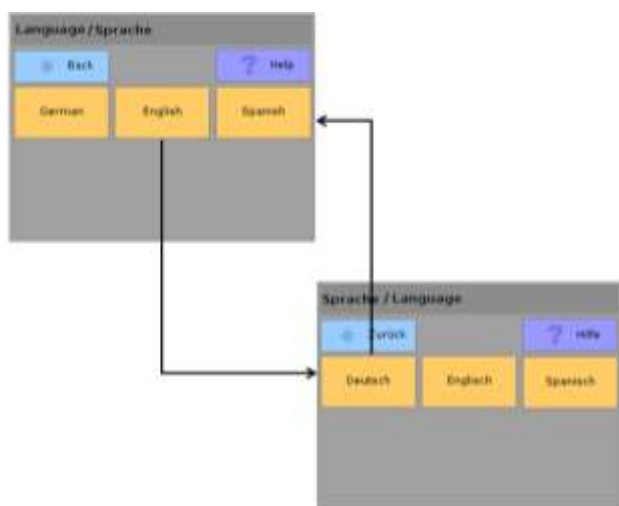 Language/Sprache
Back
? Help
German English Spanish
Sprache / Language
Zurück
? Hilfe
Deutsch Englisch Spanisch